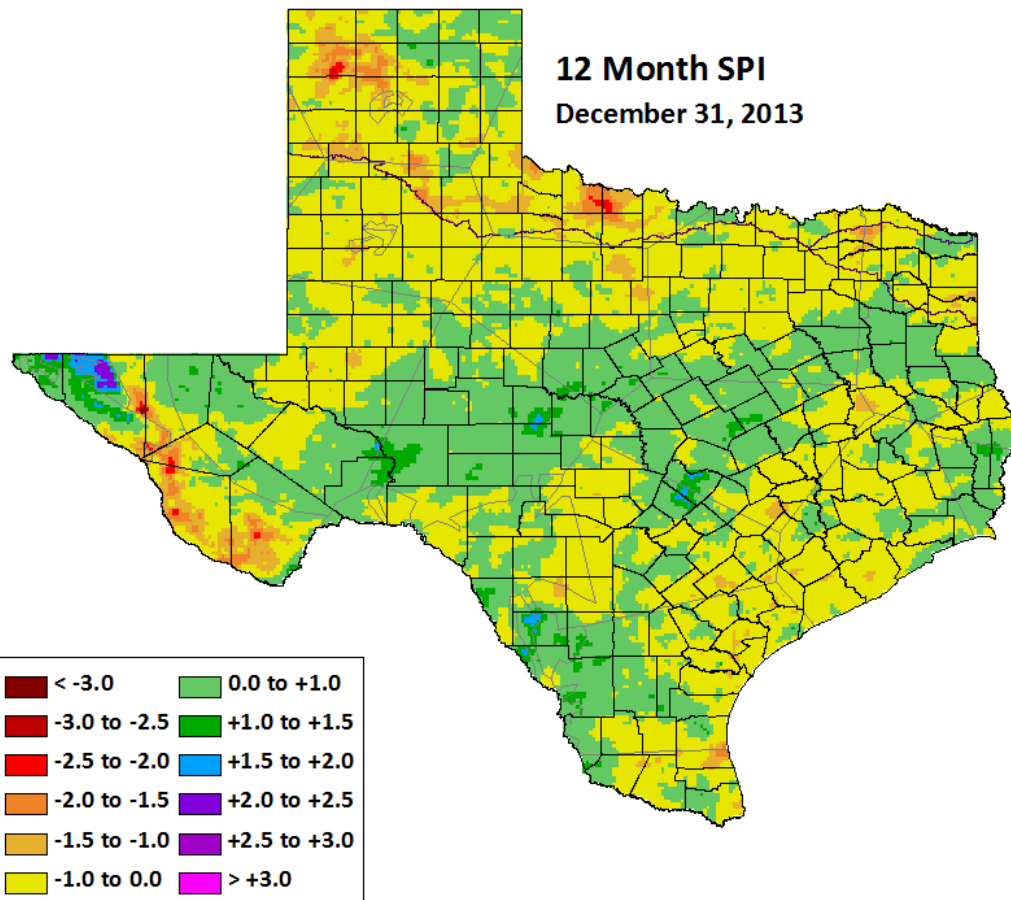 12 Month SPI
December 31, 2013
< -3.0
-3.0 to -2.5
-2.5 to -2.0
-2.0 to -1.5
-1.5 to -1.0
-1.0 to 0.0
0.0 to +1.0
+1.0 to +1.5
+1.5 to +2.0
+2.0 to +2.5
+2.5 to +3.0
> +3.0